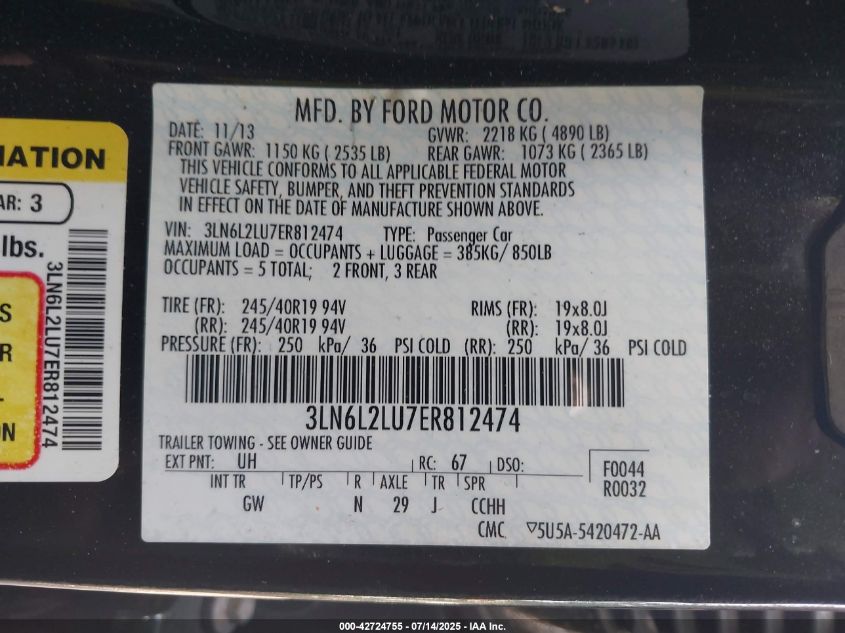 MFD. BY FORD MOTOR CO.
DATE: 11/13 GVWR: 2218 KG ( 4890 LB)
FRONT GAWR: 1150 KG ( 2535 LB) REAR GAWR: 1073 KG ( 2365 LB)
THIS VEHICLE CONFORMS TO ALL APPLICABLE FEDERAL MOTOR
VEHICLE SAFETY, BUMPER, AND THEFT PREVENTION STANDARDS
IN EFFECT ON THE DATE OF MANUFACTURE SHOWN ABOVE.
VIN: 3LN6L2LU7ER812474 TYPE: Passenger Car
MAXIMUM LOAD = OCCUPANTS + LUGGAGE = 385KG/ 850LB
OCCUPANTS = 5 TOTAL; 2 FRONT, 3 REAR
TIRE (FR): 245/40R19 94V RIMS (FR): 19x8.0J
(RR): 245/40R19 94V (RR): 19x8.0J
PRESSURE (FR): 250 kPa/ 36 PSI COLD (RR): 250 kPa/ 36 PSI COLD
3LN6L2LU7ER812474
TRAILER TOWING - SEE OWNER GUIDE
EXT PNT: UH RC: 67 DSO: F0044
INT TR TP/PS R AXLE TR SPR R0032
GW N 29 J CCHH
CMC ▽5U5A-5420472-AA
AR: 3
lbs.
3LN6L2LU7ER812474
000-42724755 - 07/14/2025 - IAA Inc.